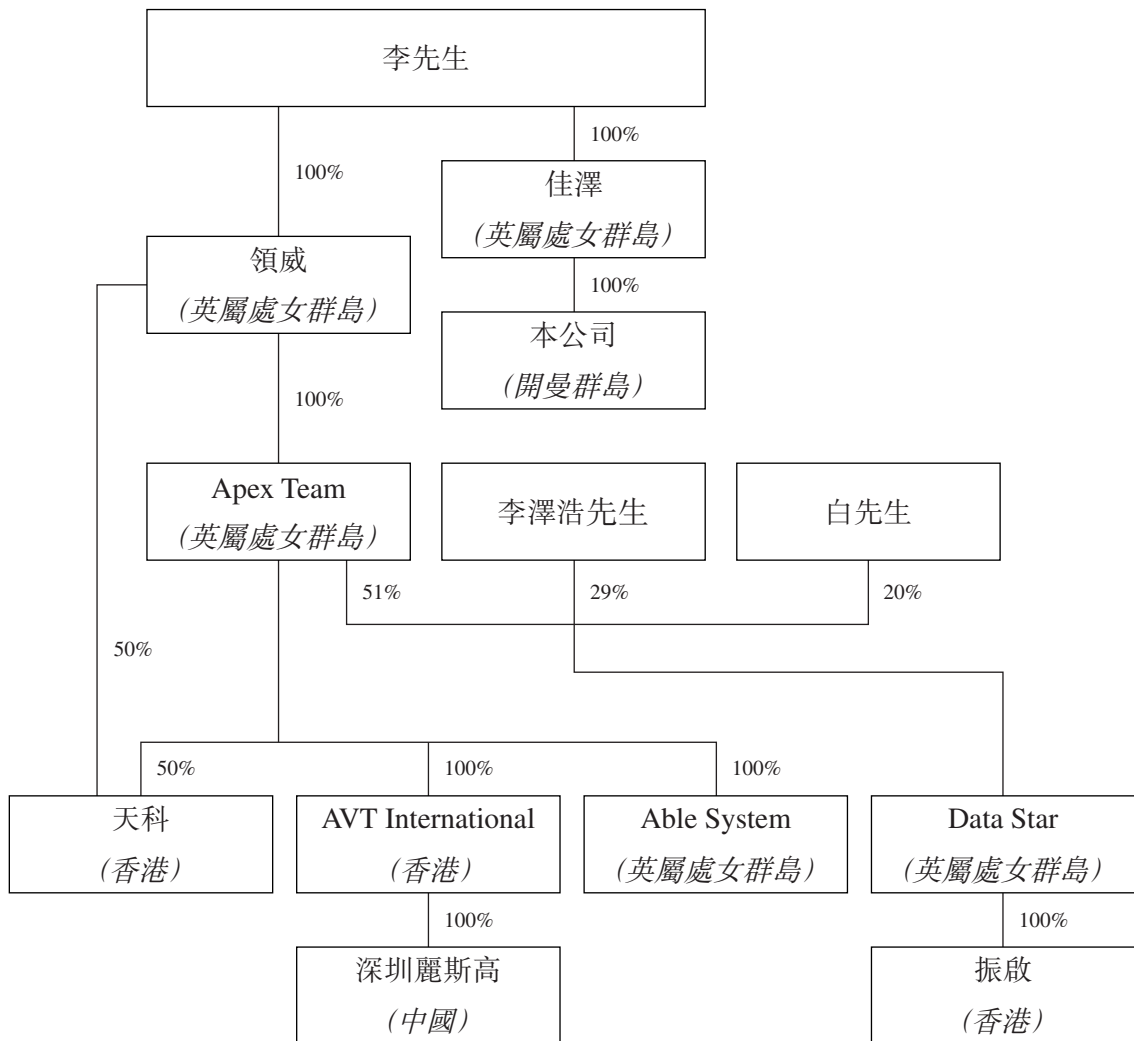 李先生
100%
100%
佳澤
(英屬處女群島)
領威
(英屬處女群島)
100%
本公司
(開曼群島)
100%
Apex Team
(英屬處女群島)
李澤浩先生
白先生
51%
29%
20%
50%
50%
100%
100%
天科
(香港)
AVT International
(香港)
Able System
(英屬處女群島)
Data Star
(英屬處女群島)
100%
100%
深圳麗斯高
(中國)
振啟
(香港)